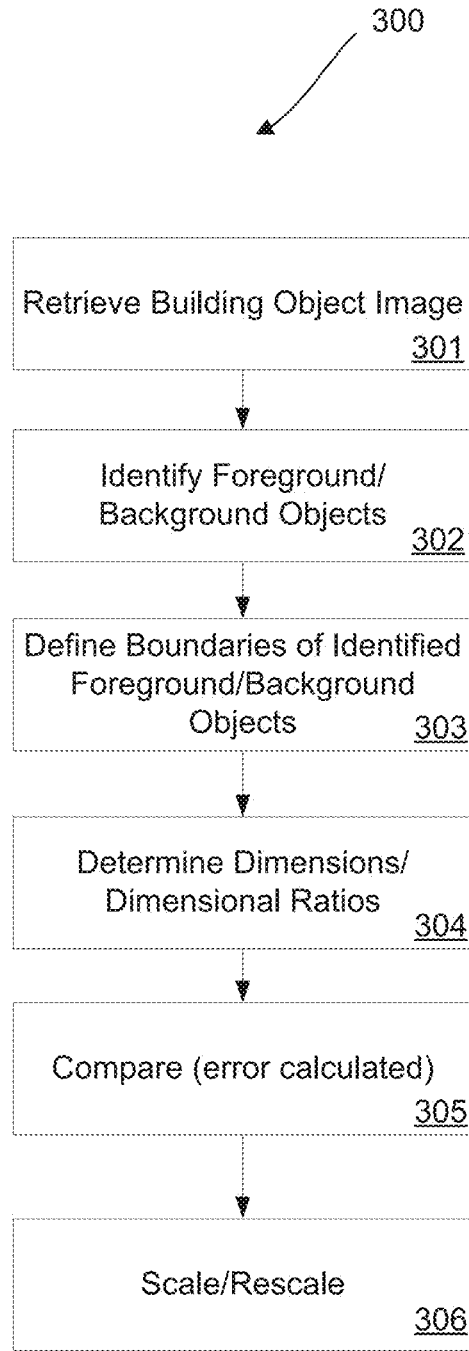 300
Retrieve Building Object Image
301
Identify Foreground/
Background Objects
302
Define Boundaries of Identified
Foreground/Background
Objects
303
Determine Dimensions/
Dimensional Ratios
304
Compare (error calculated)
305
Scale/Rescale
306